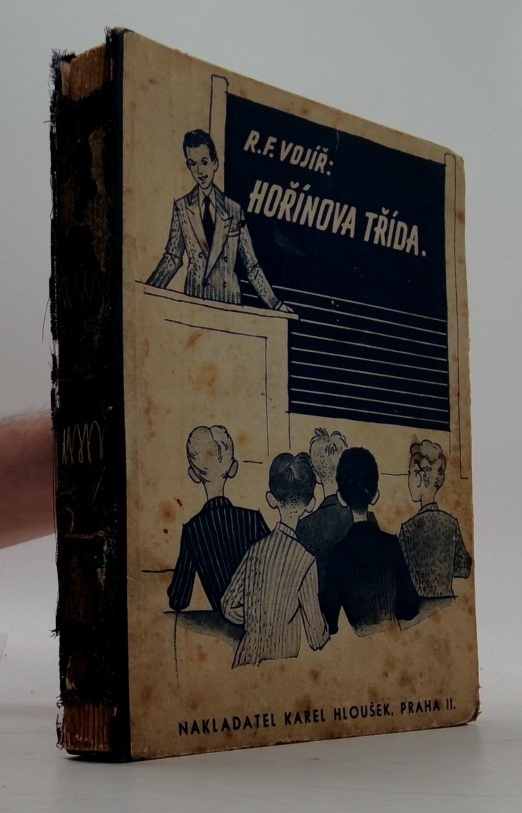 R.F. VOJÍŘ:
HOŘÍNOVA TŘÍDA.
NAKLADATEL KAREL HLOUŠEK, PRAHA II.